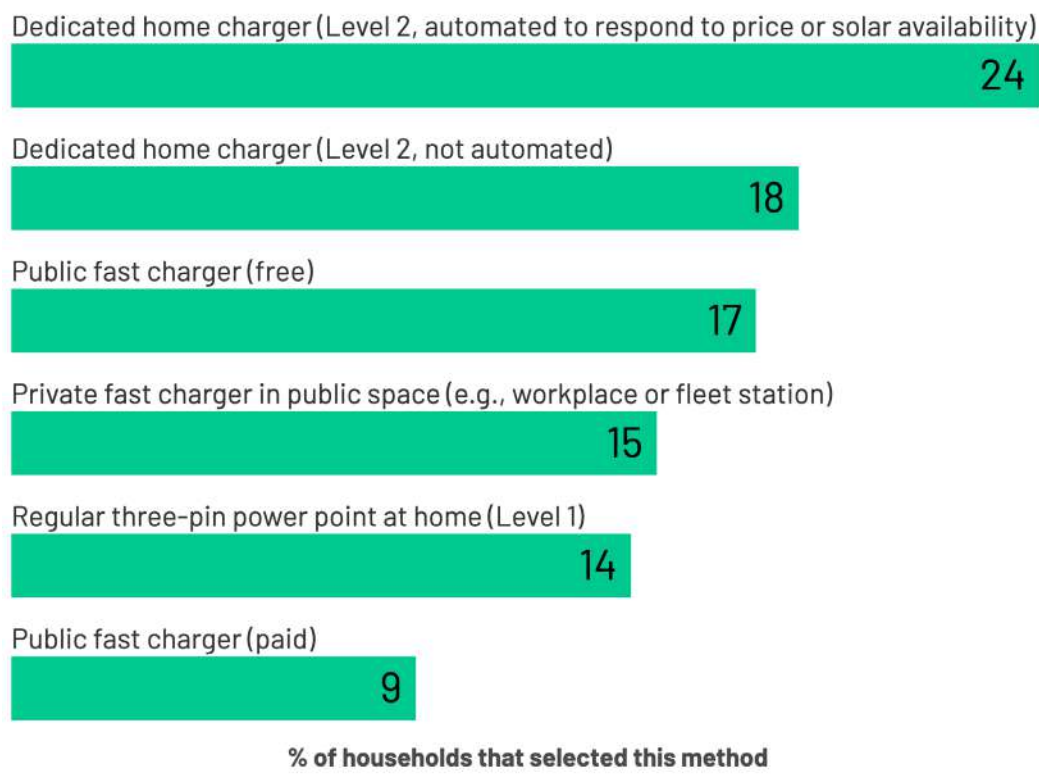 Dedicated home charger (Level 2, automated to respond to price or solar availability)
24
Dedicated home charger (Level 2, not automated)
18
Public fast charger (free)
17
Private fast charger in public space (e.g., workplace or fleet station)
15
Regular three-pin power point at home (Level 1)
14
Public fast charger (paid)
9
% of households that selected this method